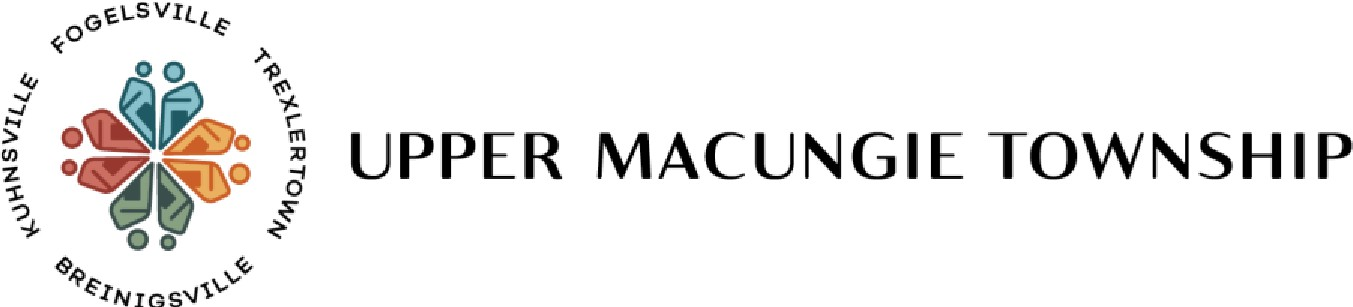 FOGELSVILLE
TREXLERTOWN
BREINIGSVILLE
KUHNSVILLE
UPPER MACUNGIE TOWNSHIP